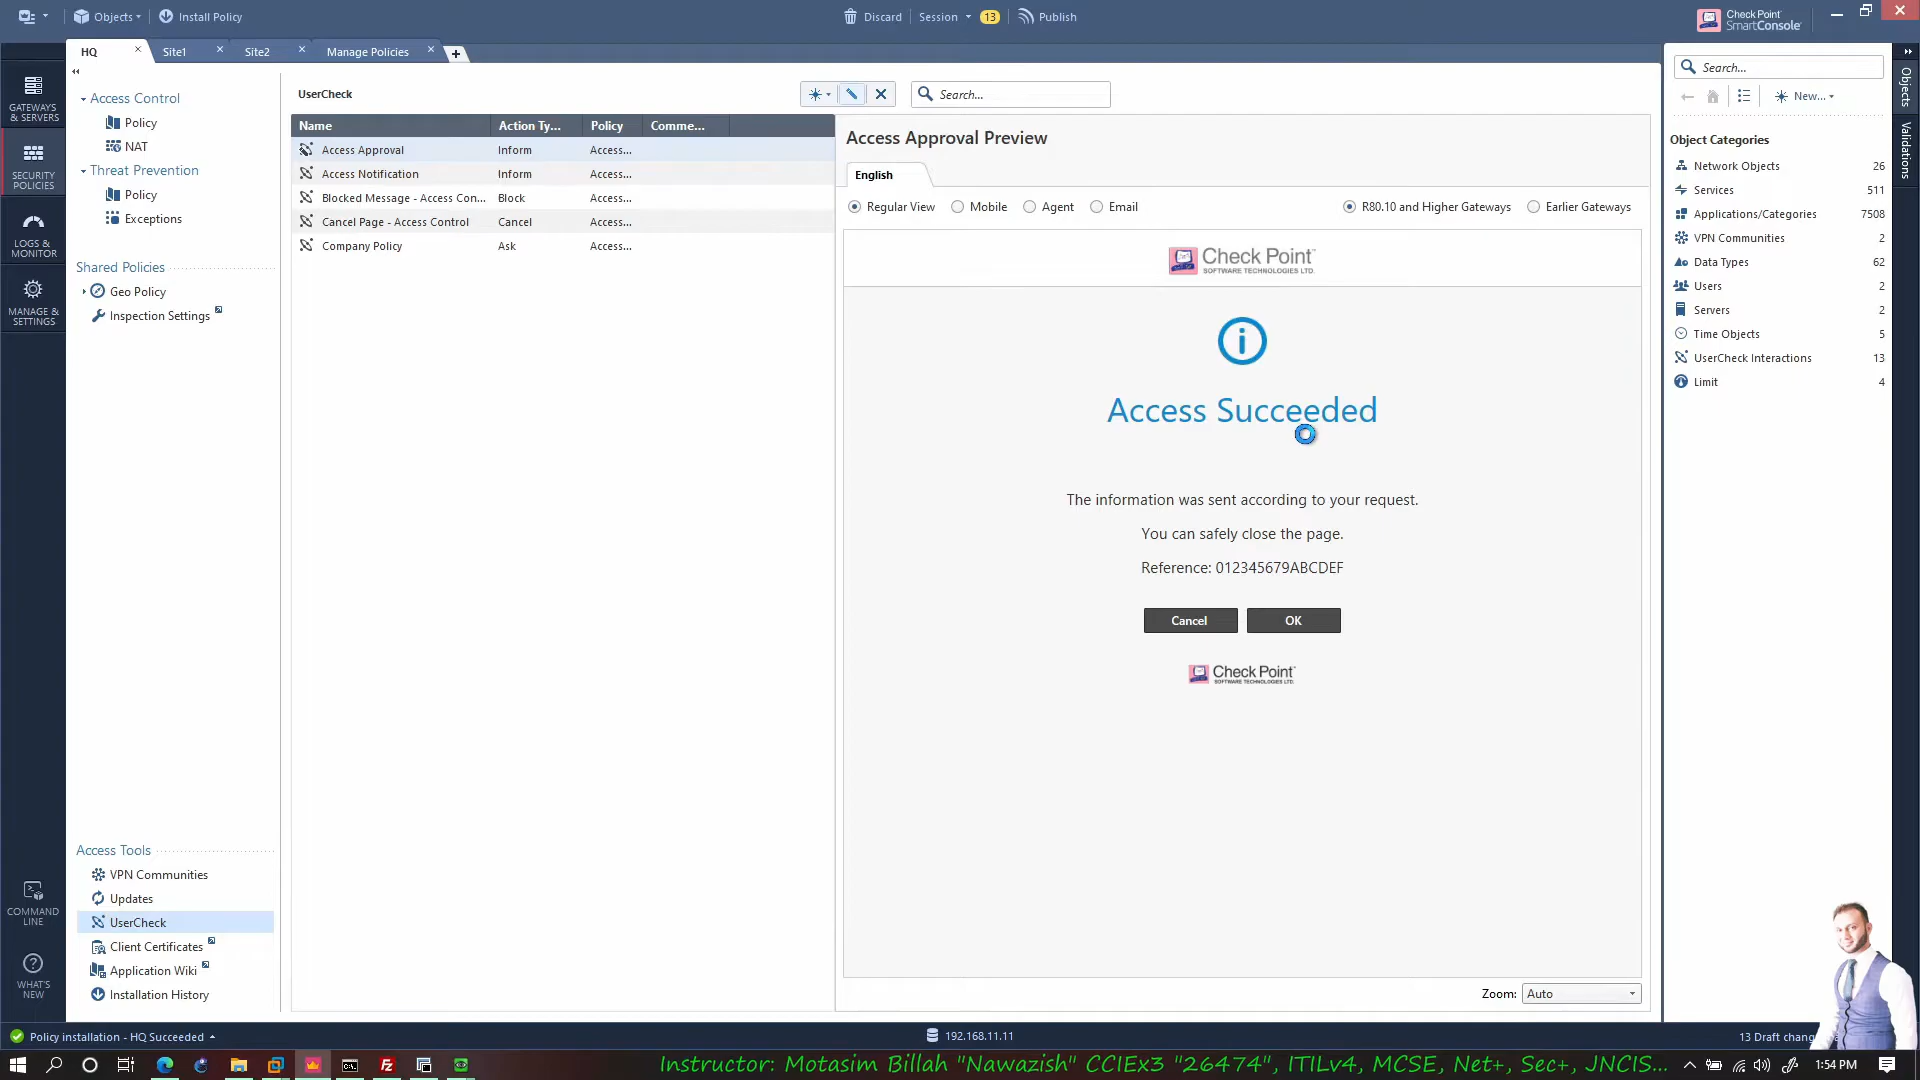 Objects
Install Policy
Discard
Session
13
Publish
Check Point
SmartConsole
HQ
Site1
Site2
Manage Policies
GATEWAYS
& SERVERS
SECURITY
POLICIES
LOGS &
MONITOR
MANAGE &
SETTINGS
COMMAND
LINE
WHAT'S
NEW
Access Control
Policy
NAT
Threat Prevention
Policy
Exceptions
Shared Policies
Geo Policy
Inspection Settings
Access Tools
VPN Communities
Updates
UserCheck
Client Certificates
Application Wiki
Installation History
UserCheck
Search...
Name Action Ty... Policy Comme...
Access Approval Inform Access...
Access Notification Inform Access...
Blocked Message - Access Con... Block Access...
Cancel Page - Access Control Cancel Access...
Company Policy Ask Access...
Access Approval Preview
English
Regular View Mobile Agent Email R80.10 and Higher Gateways Earlier Gateways
Check Point
SOFTWARE TECHNOLOGIES LTD.
Access Succeeded
The information was sent according to your request.
You can safely close the page.
Reference: 012345679ABCDEF
Cancel OK
Check Point
SOFTWARE TECHNOLOGIES LTD.
Zoom: Auto
Search...
New...
Object Categories
Network Objects 26
Services 511
Applications/Categories 7508
VPN Communities 2
Data Types 62
Users 2
Servers 2
Time Objects 5
UserCheck Interactions 13
Limit 4
Objects
Validations
Policy installation - HQ Succeeded
192.168.11.11
13 Draft
Instructor: Motasim Billah "Nawazish" CCIEx3 "26474", ITILv4, MCSE, Net+, Sec+, JNCIS...
1:54 PM